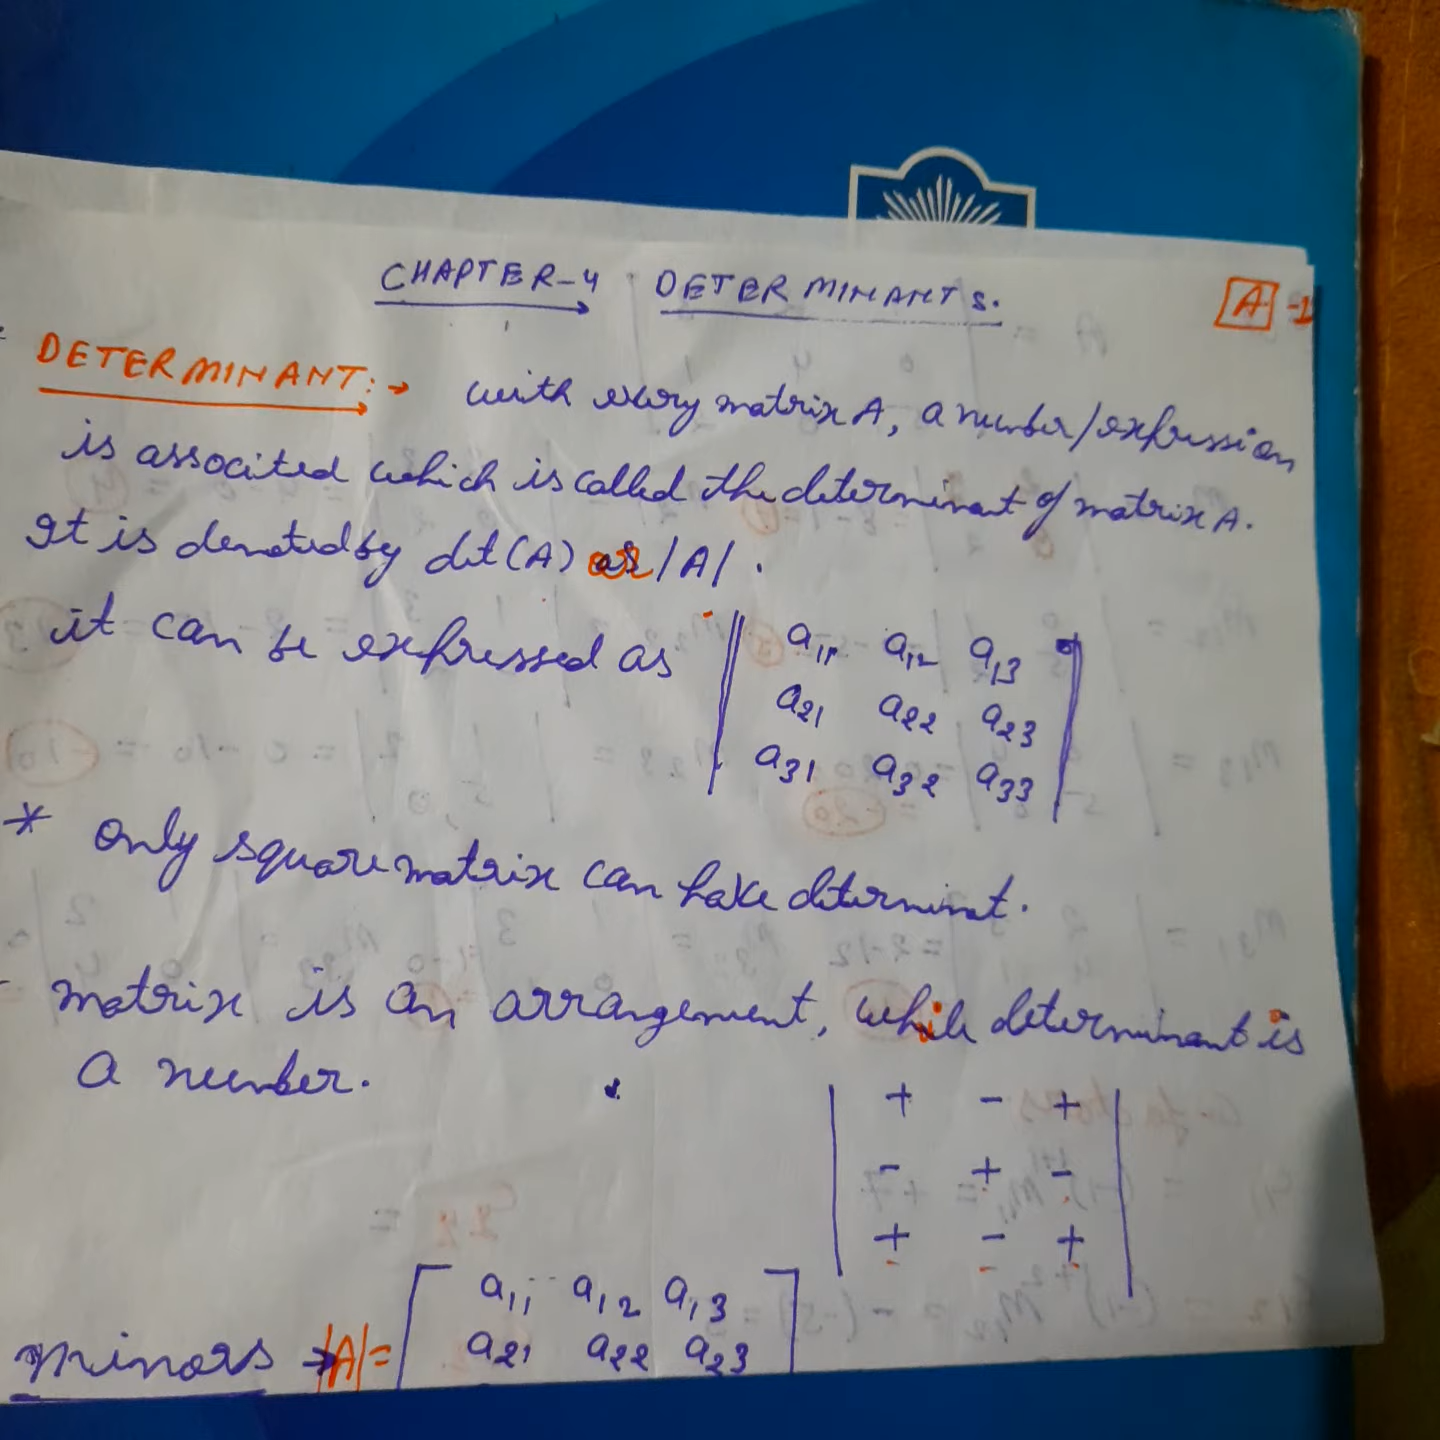 CHAPTER-4 DETERMINANTS.
A -1
DETERMINANT:→ with every matrix A, a number/expression
is associted which is called the determinant of matrix A.
It is denoted by det(A) or |A|.
it can be expressed as
a11 a12 a13
a21 a22 a23
a31 a32 a33
* only square matrix can have determinat.
matrix is an arrangement, while determinant is
a number.
+ - +
- + -
+ - +
minors → |A| =
a11 a12 a13
a21 a22 a23